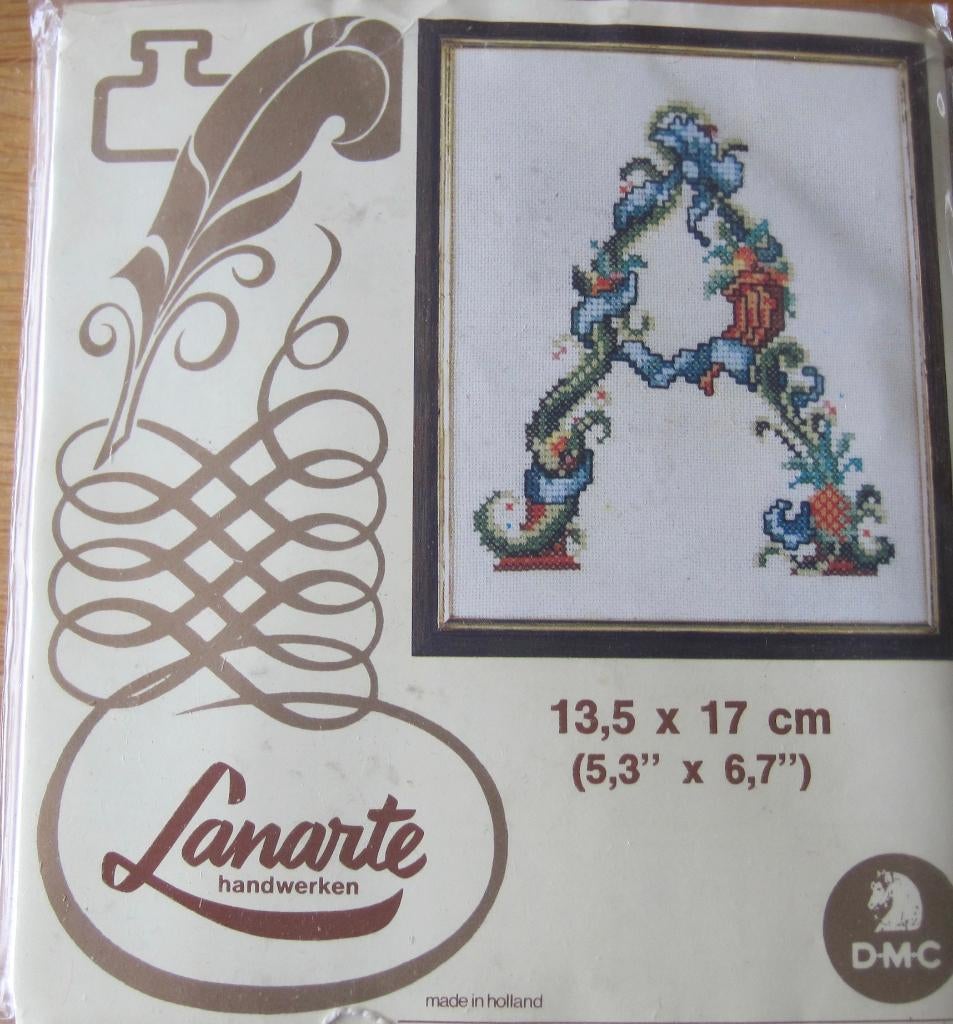 A
13,5 x 17 cm
(5,3’’ x 6,7’’)
Lanarte
handwerken
D·M·C
made in holland